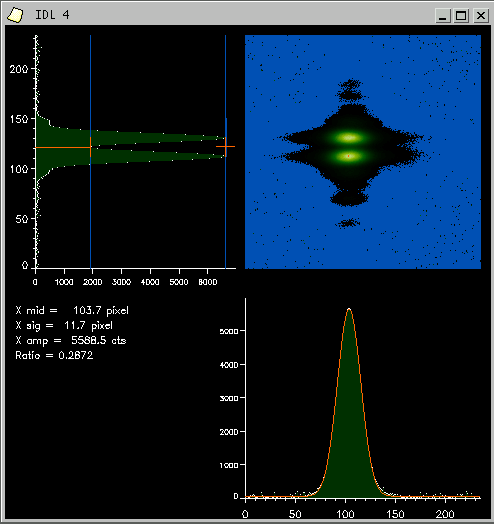 IDL 4
200
150
100
50
0
0 1000 2000 3000 4000 5000 6000 8000
X mid = 103.7 pixel
X sig = 11.7 pixel
X amp = 5588.5 cts
Ratio = 0.2872
5000
4000
3000
2000
1000
0
0 50 100 150 200